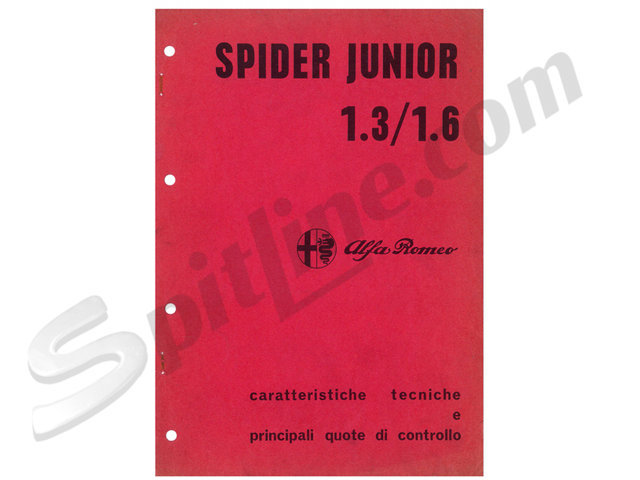 SPIDER JUNIOR
1.3/1.6
Alfa Romeo
caratteristiche tecniche
e
principali quote di controllo
SpitLine.com